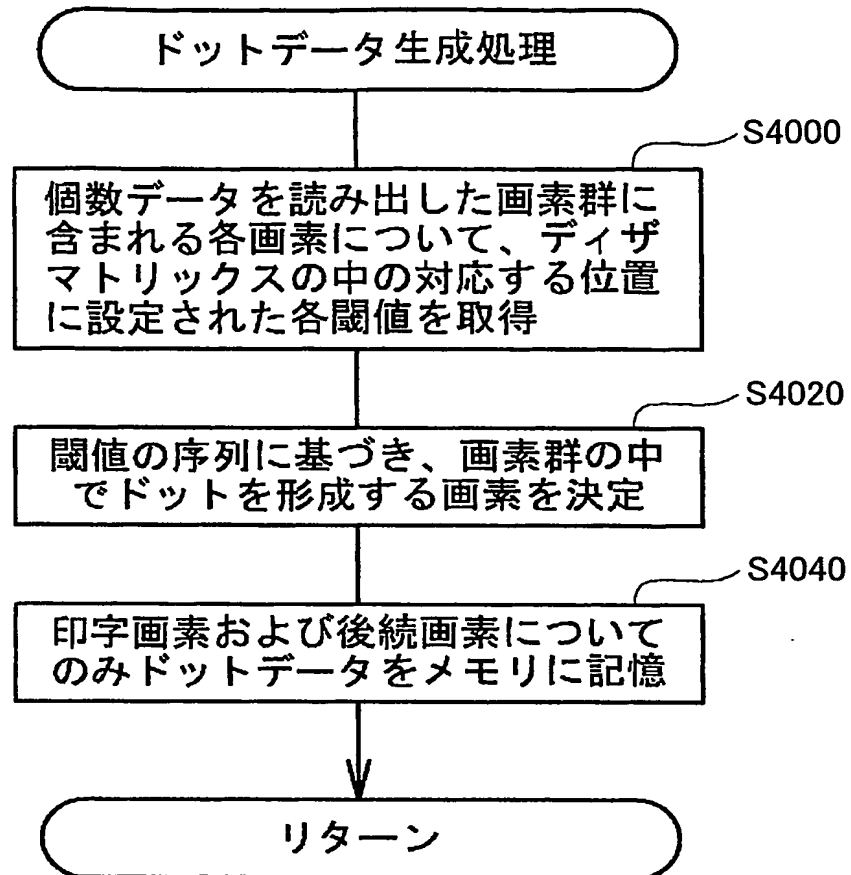 ドットデータ生成処理
S4000
個数データを読み出した画素群に
含まれる各画素について、ディザ
マトリックスの中の対応する位置
に設定された各閾値を取得
S4020
閾値の序列に基づき、画素群の中
でドットを形成する画素を決定
S4040
印字画素および後続画素について
のみドットデータをメモリに記憶
リターン